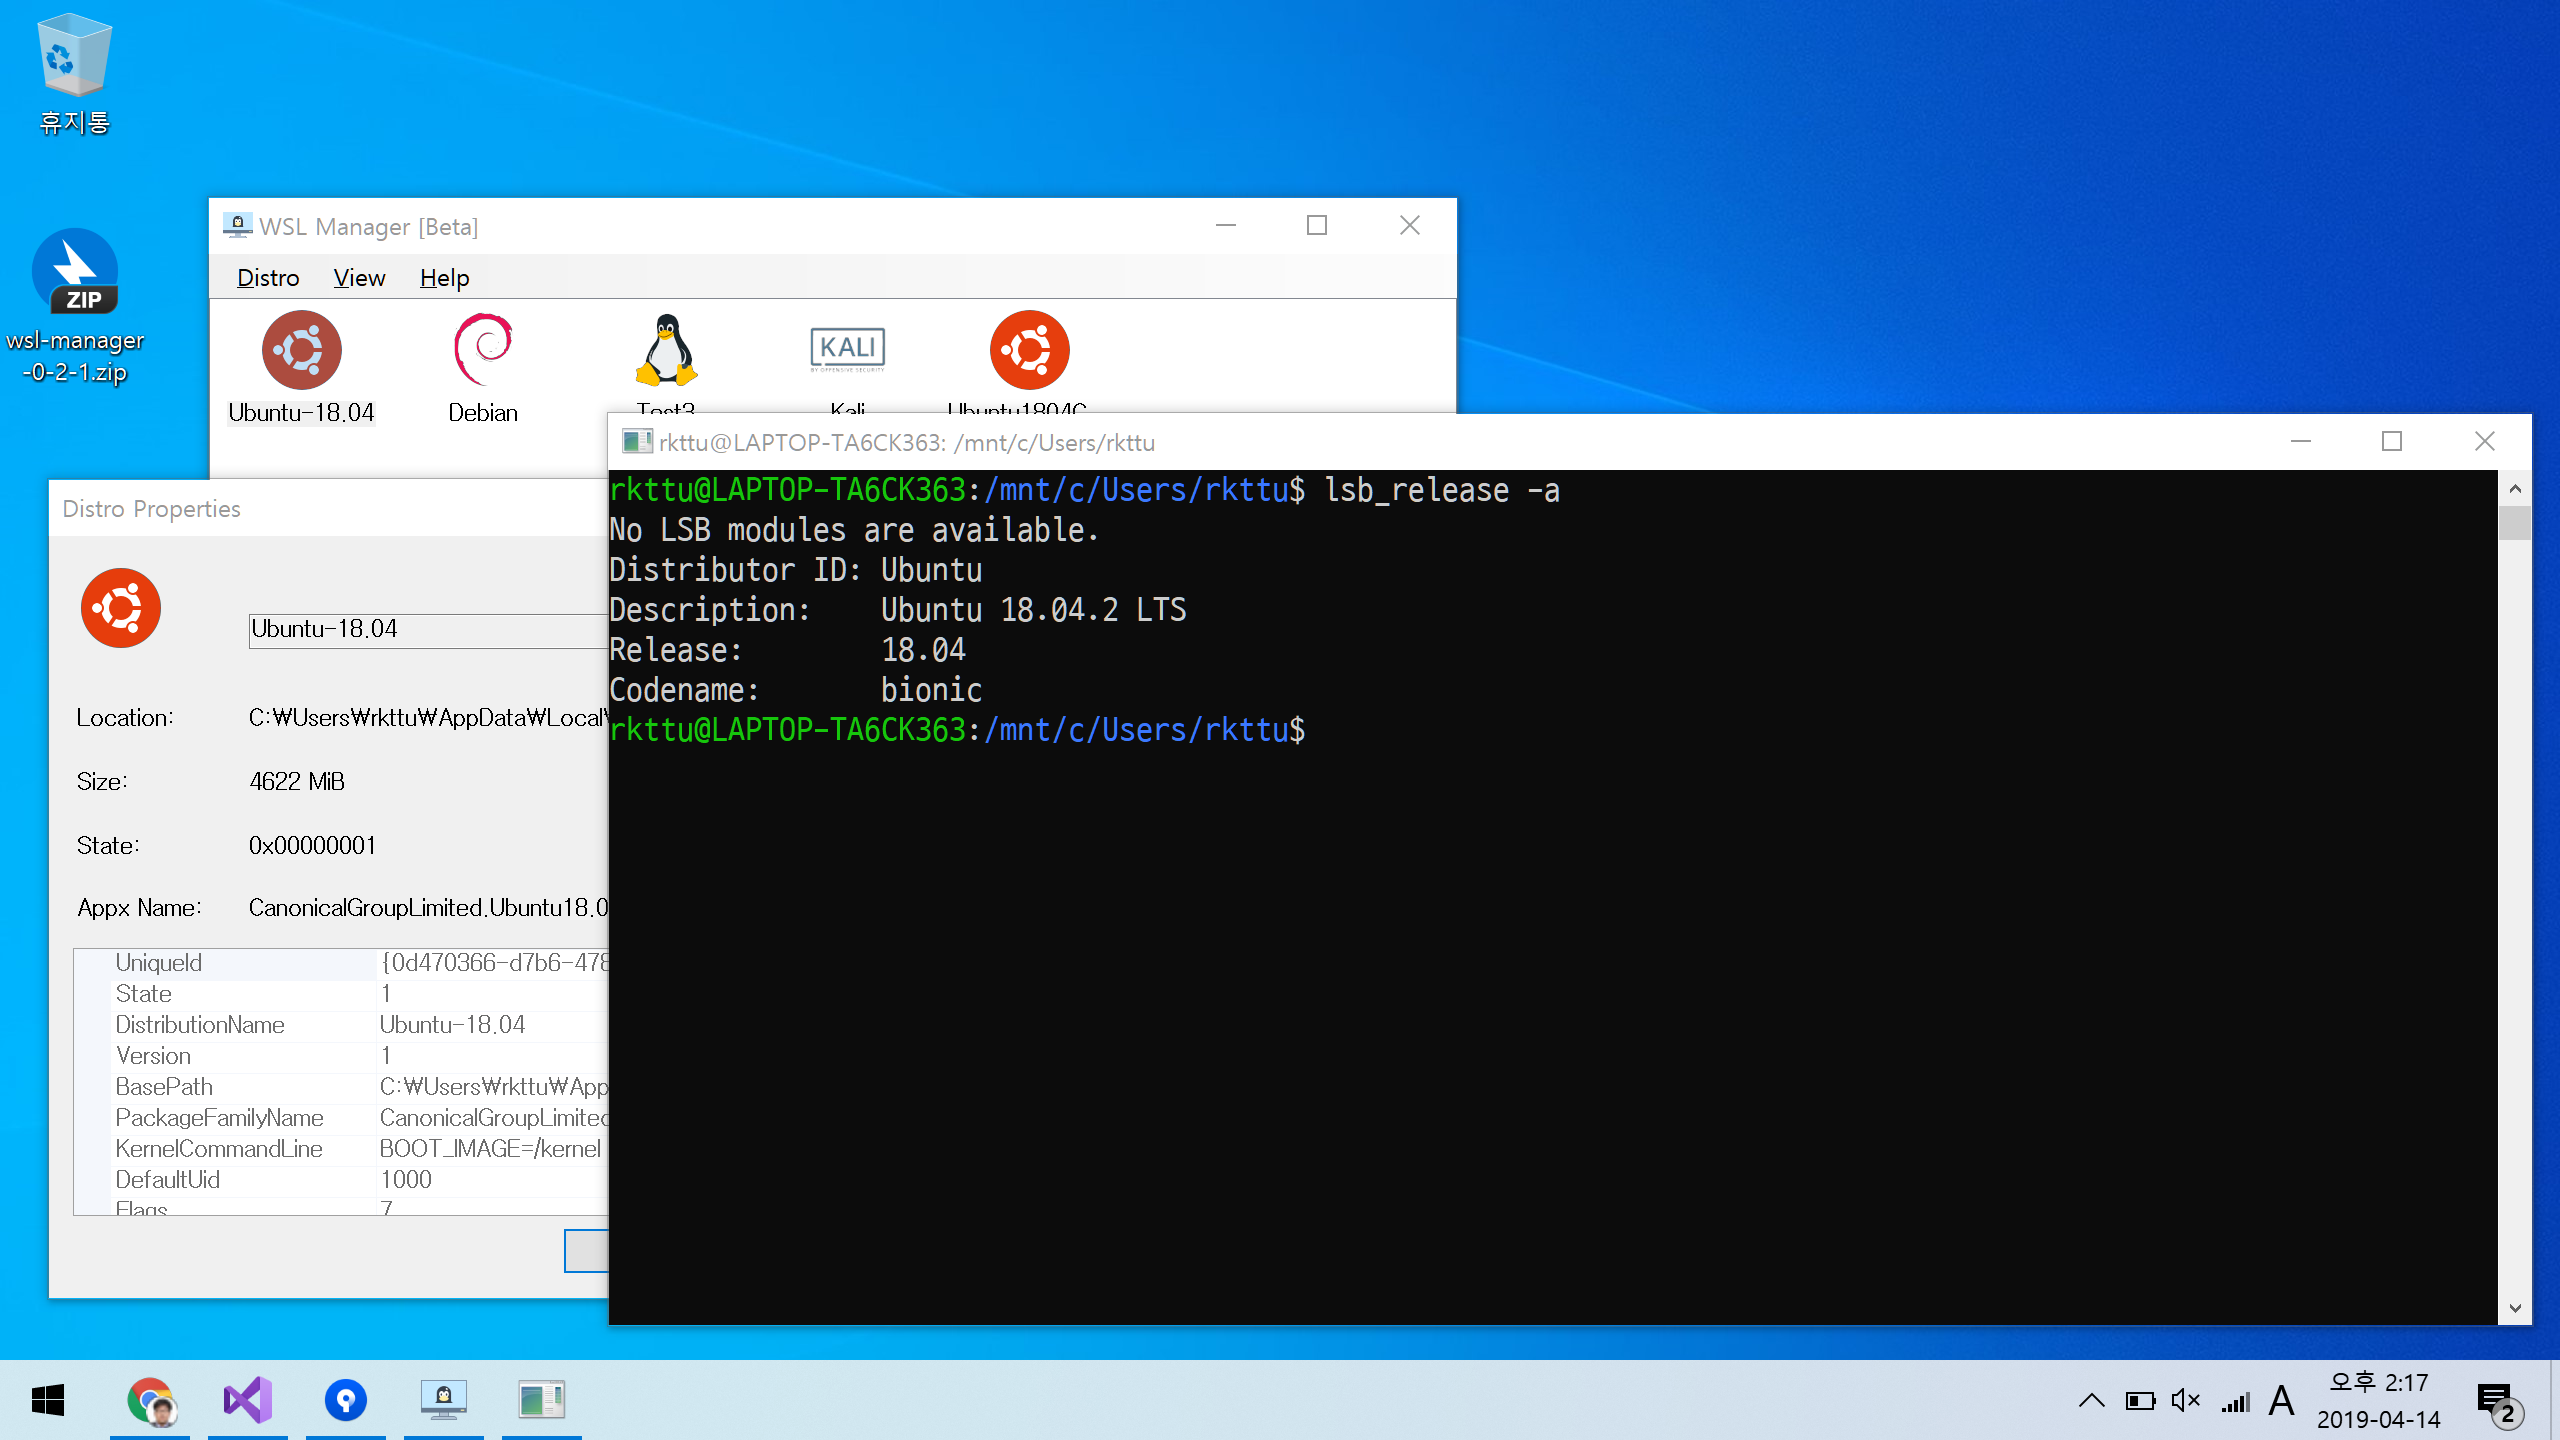 휴지통
ZIP
wsl-manager
-0-2-1.zip
WSL Manager [Beta]
Distro View Help
KALI
BY OFFENSIVE SECURITY
Ubuntu-18.04 Debian Test3 Kali Ubuntu1804C
rkttu@LAPTOP-TA6CK363: /mnt/c/Users/rkttu
rkttu@LAPTOP-TA6CK363:/mnt/c/Users/rkttu$ lsb_release -a
No LSB modules are available.
Distributor ID: Ubuntu
Description: Ubuntu 18.04.2 LTS
Release: 18.04
Codename: bionic
rkttu@LAPTOP-TA6CK363:/mnt/c/Users/rkttu$
Distro Properties
Ubuntu-18.04
Location: C:₩Users₩rkttu₩AppData₩Local₩
Size: 4622 MiB
State: 0x00000001
Appx Name: CanonicalGroupLimited.Ubuntu18.0
UniqueId {0d470366-d7b6-478
State 1
DistributionName Ubuntu-18.04
Version 1
BasePath C:₩Users₩rkttu₩App
PackageFamilyName CanonicalGroupLimited
KernelCommandLine BOOT_IMAGE=/kernel
DefaultUid 1000
Flags 7
A
오후 2:17
2019-04-14
2